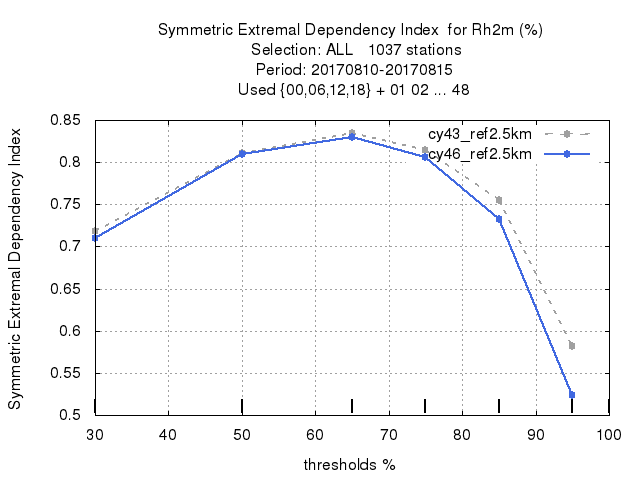 Symmetric Extremal Dependency Index  for Rh2m (%)
Selection: ALL   1037 stations
Period: 20170810-20170815
Used {00,06,12,18} + 01 02 ... 48
Symmetric Extremal Dependency Index
0.85
0.8
0.75
0.7
0.65
0.6
0.55
0.5
cy43_ref2.5km
cy46_ref2.5km
30 40 50 60 70 80 90 100
thresholds %